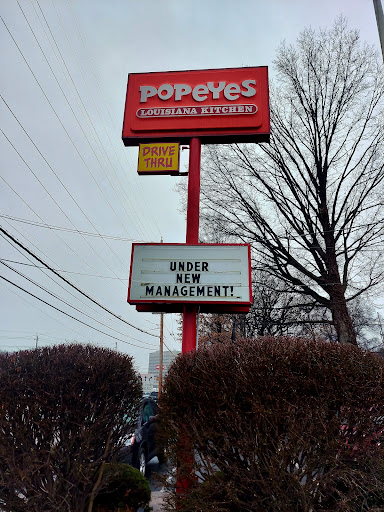 POPEYES
LOUISIANA KITCHEN
DRIVE
THRU
UNDER
NEW
MANAGEMENT!